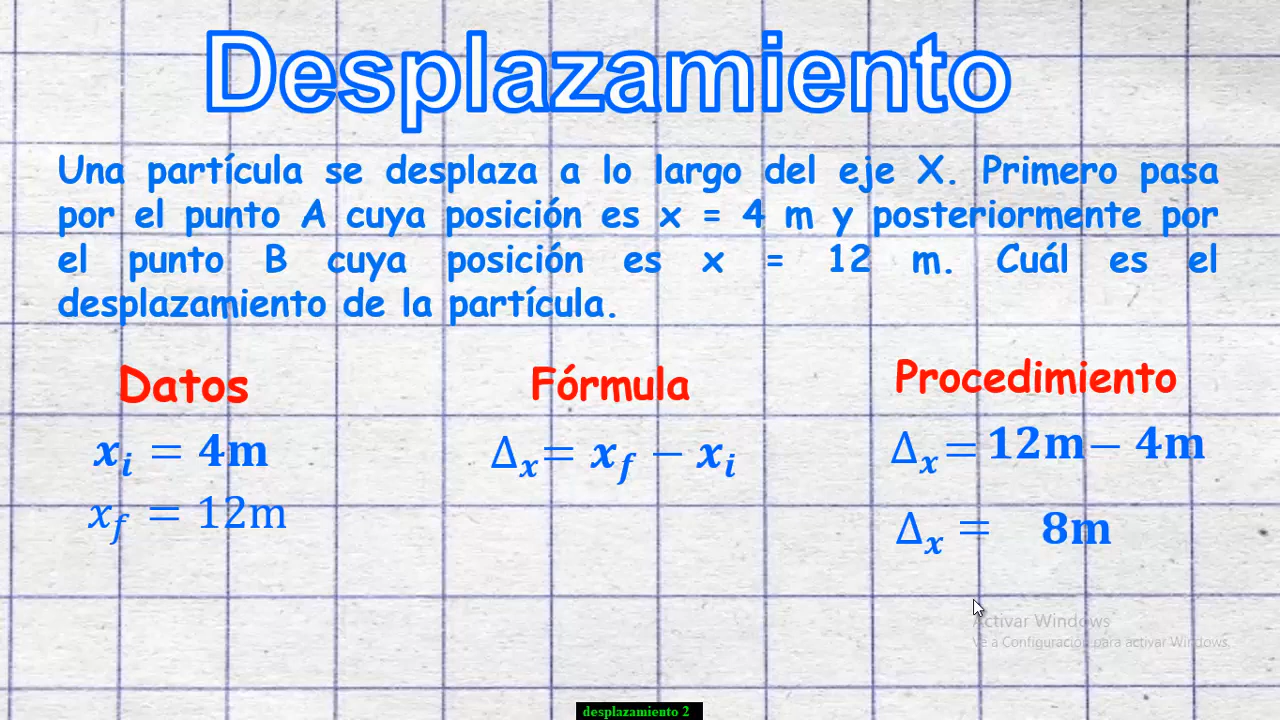 Desplazamiento
Una partícula se desplaza a lo largo del eje X. Primero pasa
por el punto A cuya posición es x = 4 m y posteriormente por
el punto B cuya posición es x = 12 m. Cuál es el
desplazamiento de la partícula.
Datos
Fórmula
Procedimiento
xᵢ = 4m
Δₓ= x_f − xᵢ
Δₓ= 12m− 4m
x_f = 12m
Δₓ = 8m
Activar Windows
Ve a Configuración para activar Windows.
desplazamiento 2